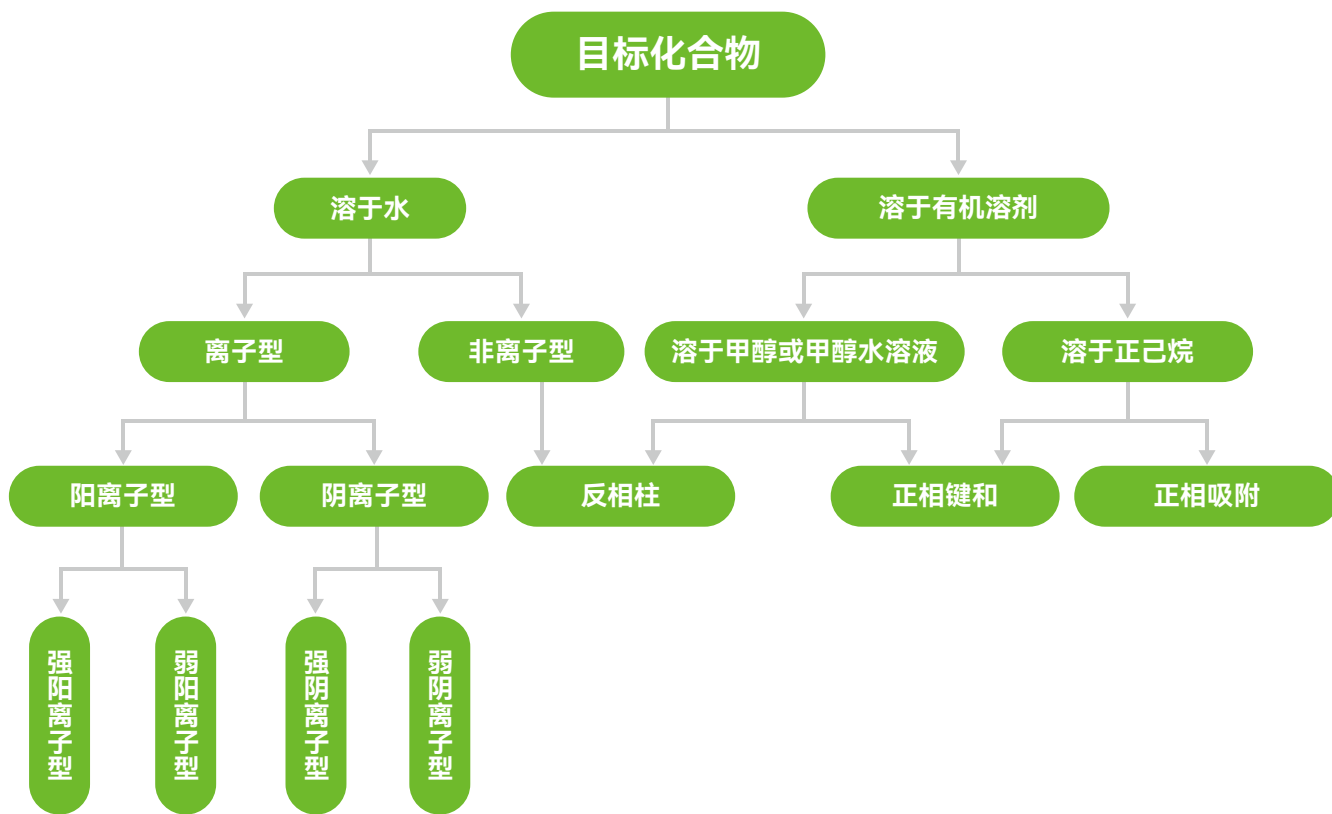 目标化合物
溶于水
溶于有机溶剂
离子型
非离子型
溶于甲醇或甲醇水溶液
溶于正己烷
阳离子型
阴离子型
反相柱
正相键和
正相吸附
强阳离子型
弱阳离子型
强阴离子型
弱阴离子型